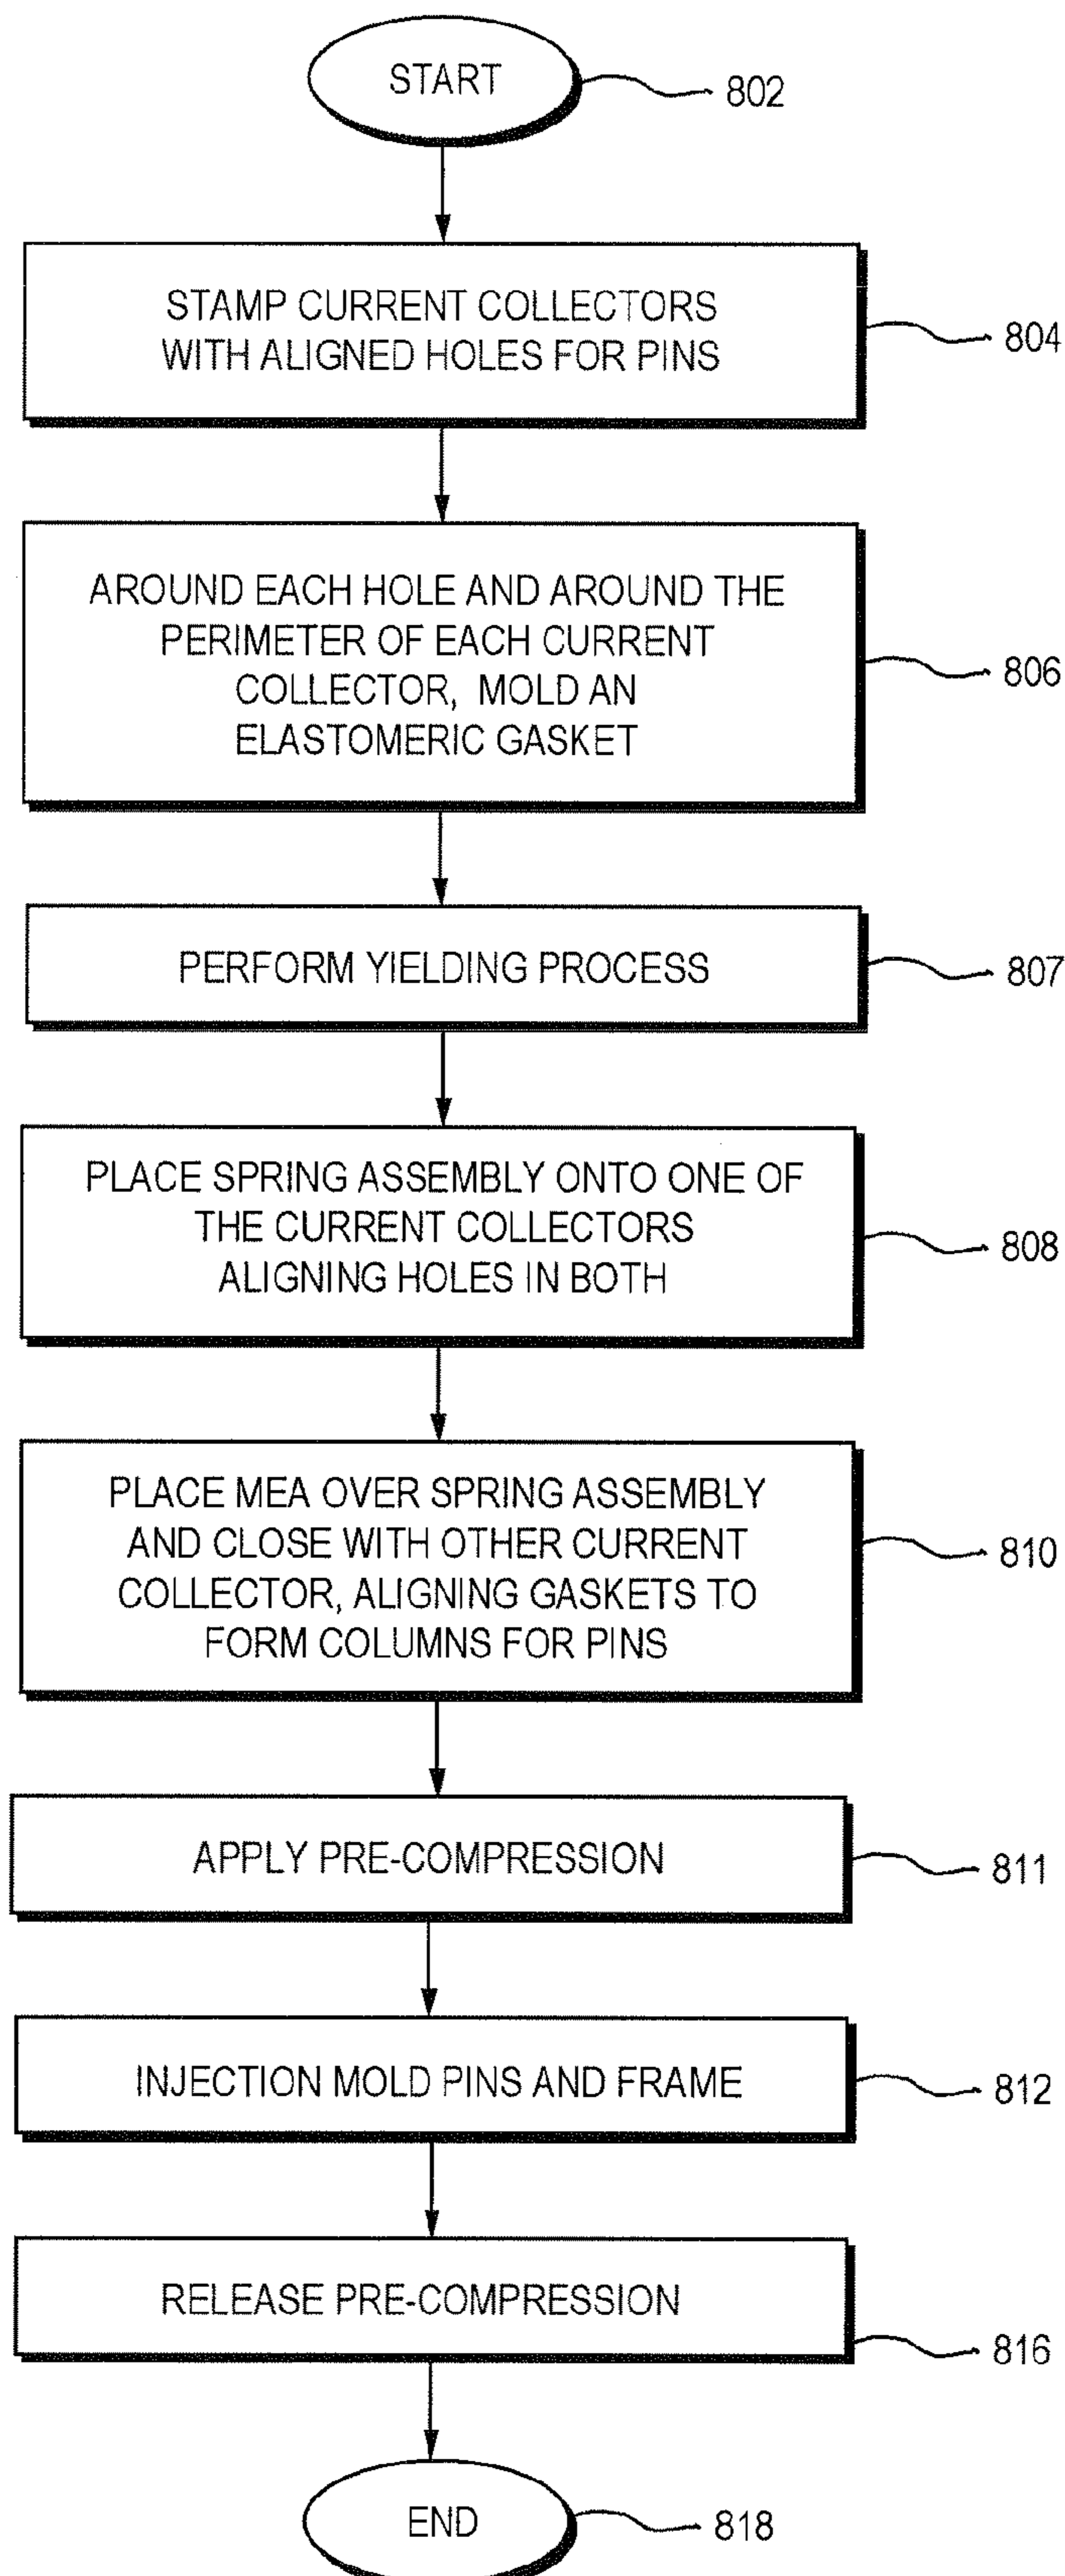 START
802
STAMP CURRENT COLLECTORS
WITH ALIGNED HOLES FOR PINS
804
AROUND EACH HOLE AND AROUND THE
PERIMETER OF EACH CURRENT
COLLECTOR, MOLD AN
ELASTOMERIC GASKET
806
PERFORM YIELDING PROCESS
807
PLACE SPRING ASSEMBLY ONTO ONE OF
THE CURRENT COLLECTORS
ALIGNING HOLES IN BOTH
808
PLACE MEA OVER SPRING ASSEMBLY
AND CLOSE WITH OTHER CURRENT
COLLECTOR, ALIGNING GASKETS TO
FORM COLUMNS FOR PINS
810
APPLY PRE-COMPRESSION
811
INJECTION MOLD PINS AND FRAME
812
RELEASE PRE-COMPRESSION
816
END
818